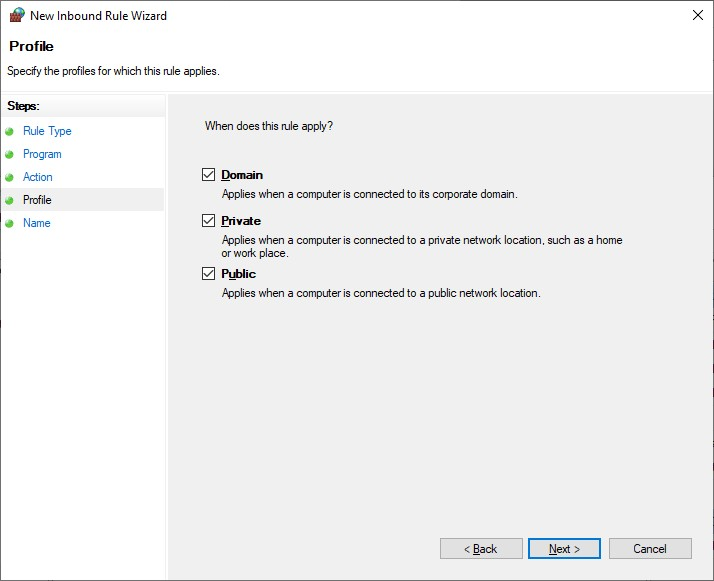 New Inbound Rule Wizard
Profile
Specify the profiles for which this rule applies.
Steps:
Rule Type
Program
Action
Profile
Name
When does this rule apply?
Domain
Applies when a computer is connected to its corporate domain.
Private
Applies when a computer is connected to a private network location, such as a home
or work place.
Public
Applies when a computer is connected to a public network location.
< Back
Next >
Cancel